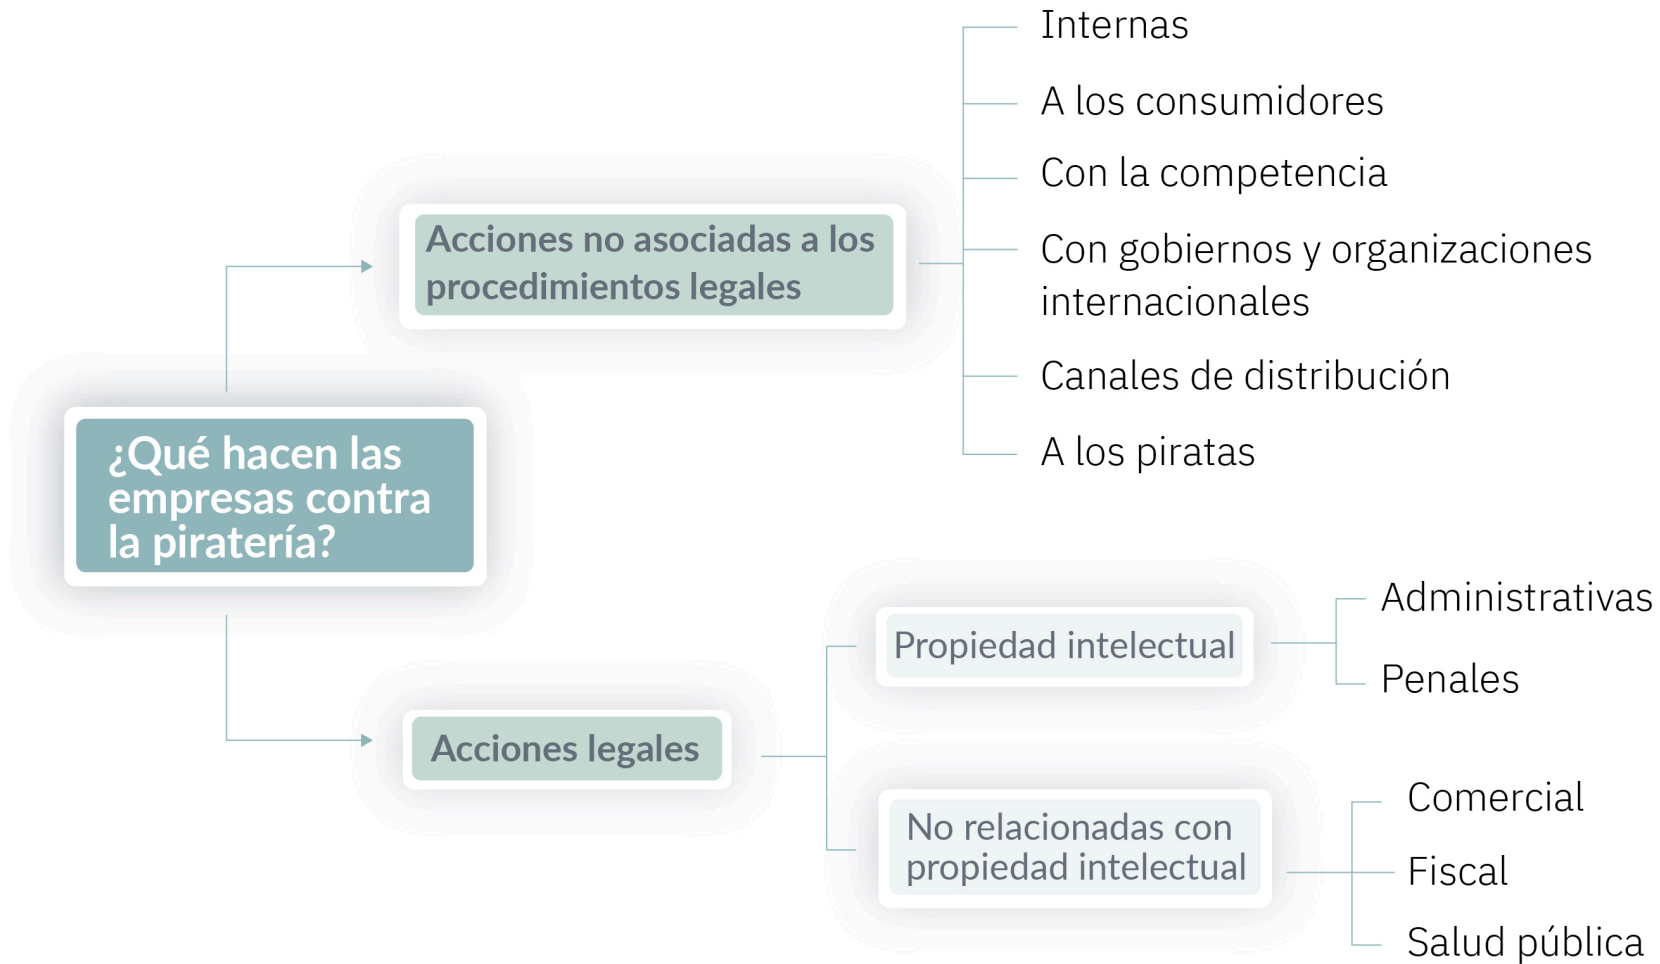 ¿Qué hacen las
empresas contra
la piratería?
Acciones no asociadas a los
procedimientos legales
Internas
A los consumidores
Con la competencia
Con gobiernos y organizaciones
internacionales
Canales de distribución
A los piratas
Acciones legales
Propiedad intelectual
Administrativas
Penales
No relacionadas con
propiedad intelectual
Comercial
Fiscal
Salud pública